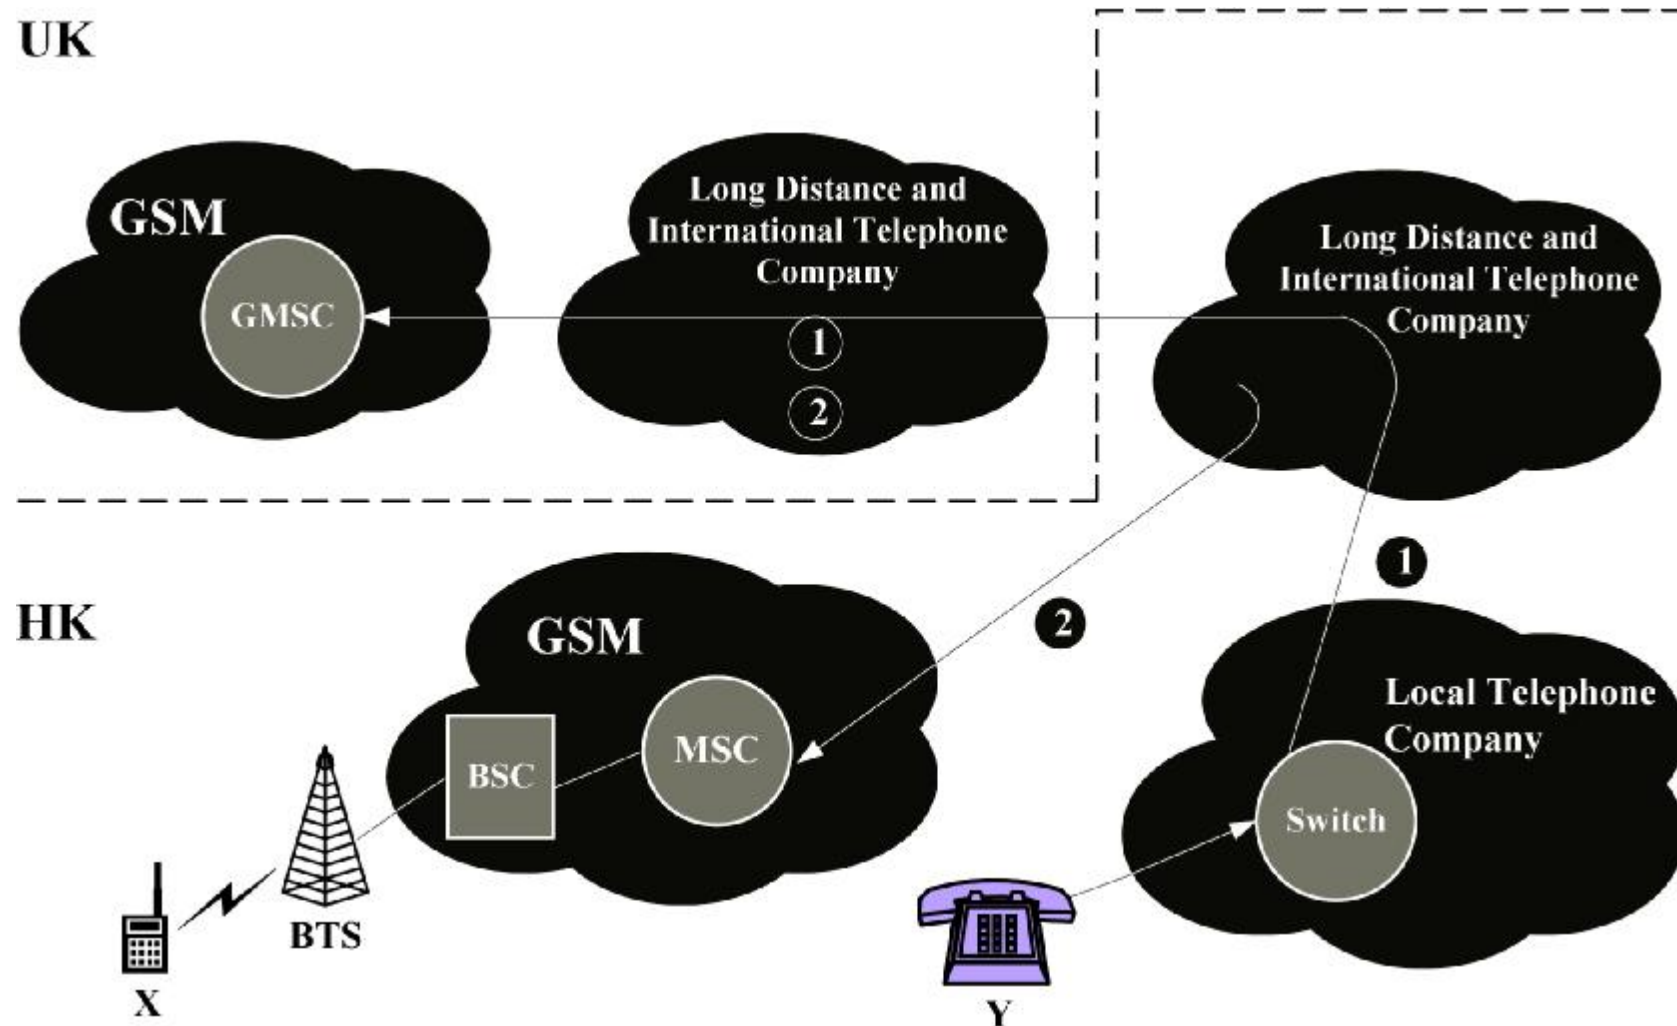 UK
GSM
GMSC
Long Distance and
International Telephone
Company
1
2
Long Distance and
International Telephone
Company
1
2
HK
GSM
MSC
BSC
Local Telephone
Company
Switch
BTS
X
Y